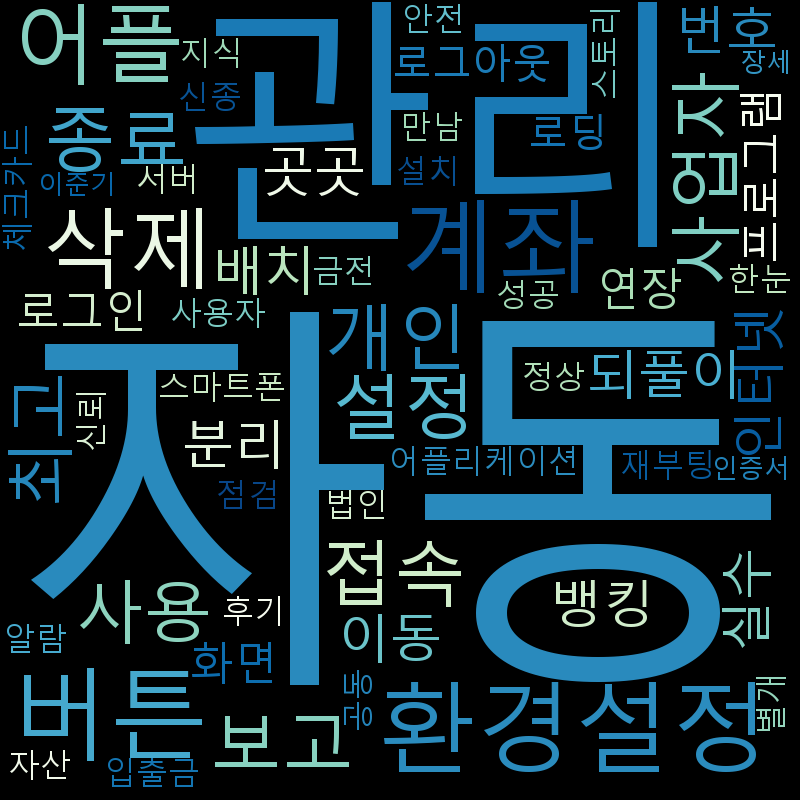 어플
지식
안전
로그아웃
스토리
번호
장세
관리
신종
종료
만남
로딩
체크카드
이준기
서버
곳곳
설치
사업자
프로그램
삭제
계좌
배치
금전
성공
연장
한눈
로그인
사용자
개인
인터넷
자동
최고
신뢰
스마트폰
설정
정상
되풀이
분리
어플리케이션
재부팅
인증서
점검
법인
접속
뱅킹
실수
사용
후기
알람
화면
이동
공동
별개
버튼
보고
환경설정
자산
입출금